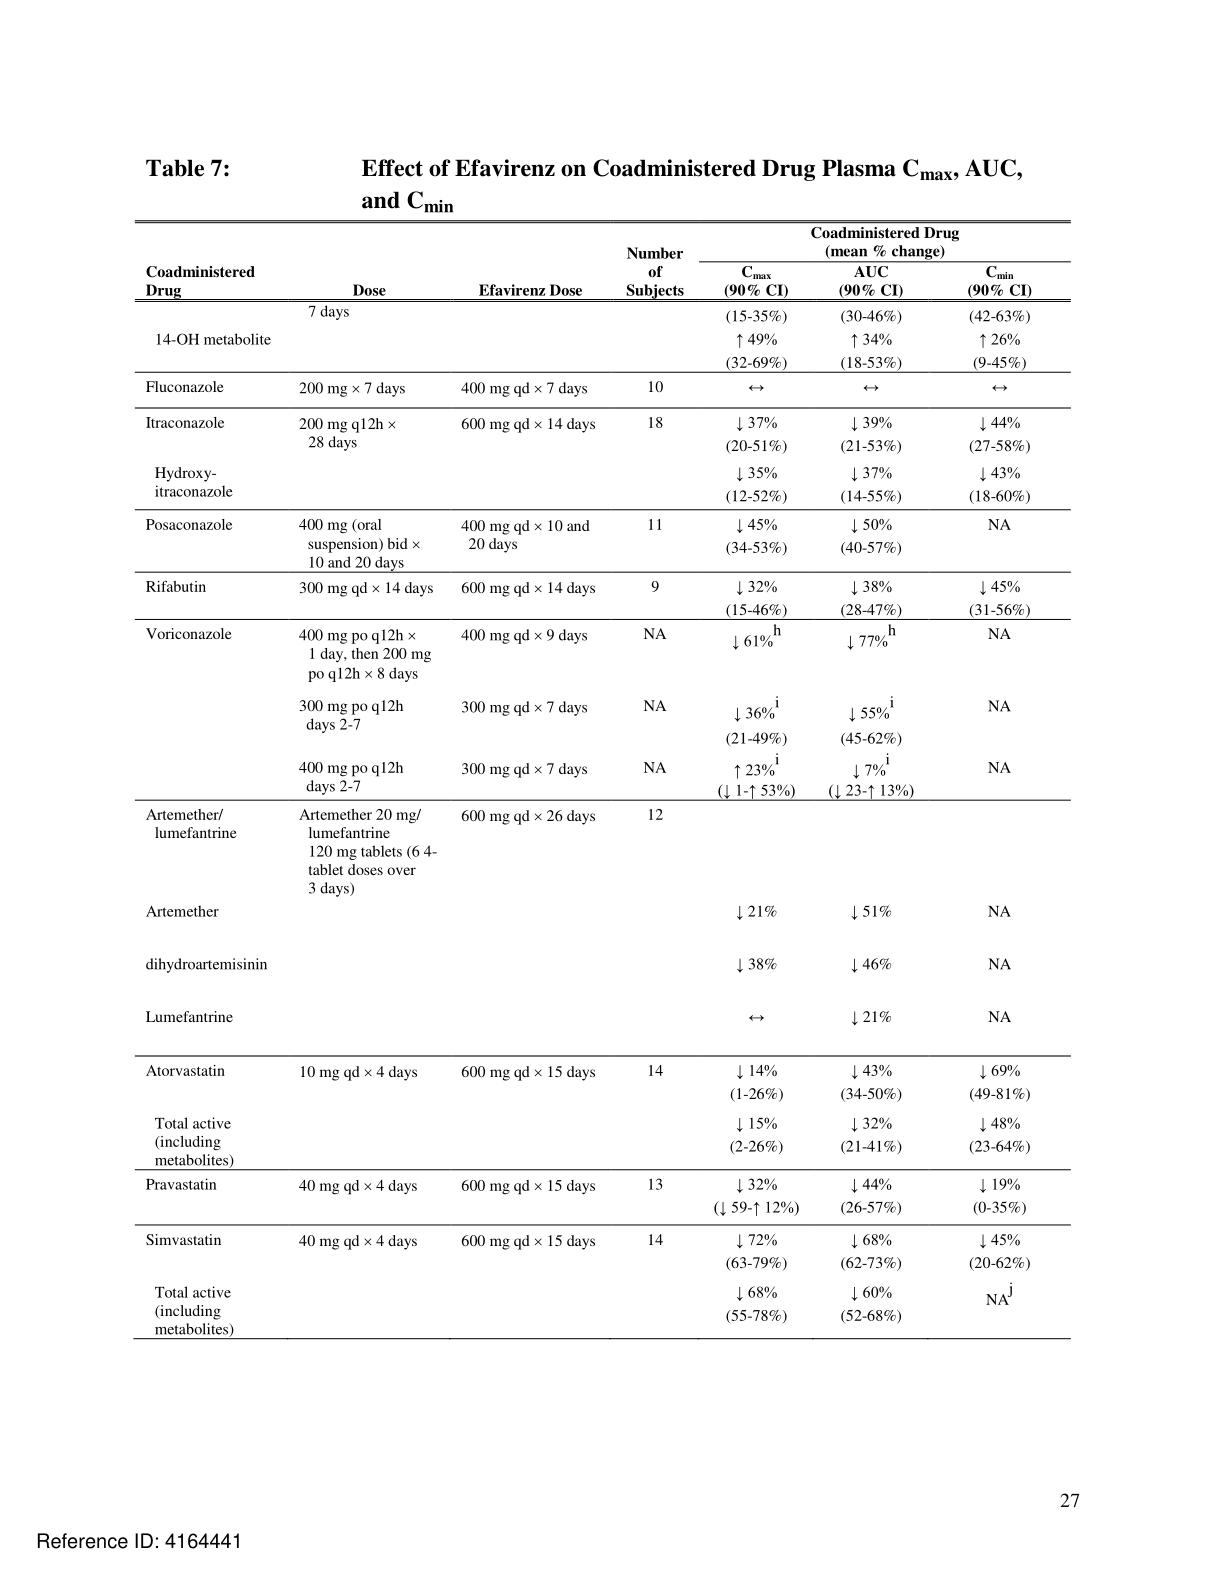 Table 7: Effect of Efavirenz on Coadministered Drug Plasma Cmax, AUC,
and Cmin
Coadministered Drug
(mean % change)
Coadministered Drug Dose Efavirenz Dose Number of Subjects Cmax (90% CI) AUC (90% CI) Cmin (90% CI)
7 days (15-35%) (30-46%) (42-63%)
14-OH metabolite ↑ 49% ↑ 34% ↑ 26%
(32-69%) (18-53%) (9-45%)
Fluconazole 200 mg × 7 days 400 mg qd × 7 days 10 ↔ ↔ ↔
Itraconazole 200 mg q12h × 600 mg qd × 14 days 18 ↓ 37% ↓ 39% ↓ 44%
28 days (20-51%) (21-53%) (27-58%)
Hydroxy- ↓ 35% ↓ 37% ↓ 43%
itraconazole (12-52%) (14-55%) (18-60%)
Posaconazole 400 mg (oral 400 mg qd × 10 and 11 ↓ 45% ↓ 50% NA
suspension) bid × 20 days (34-53%) (40-57%)
10 and 20 days
Rifabutin 300 mg qd × 14 days 600 mg qd × 14 days 9 ↓ 32% ↓ 38% ↓ 45%
(15-46%) (28-47%) (31-56%)
Voriconazole 400 mg po q12h × 400 mg qd × 9 days NA ↓ 61%h ↓ 77%h NA
1 day, then 200 mg
po q12h × 8 days
300 mg po q12h 300 mg qd × 7 days NA ↓ 36%i ↓ 55%i NA
days 2-7 (21-49%) (45-62%)
400 mg po q12h 300 mg qd × 7 days NA ↑ 23%i ↓ 7%i NA
days 2-7 (↓ 1-↑ 53%) (↓ 23-↑ 13%)
Artemether/ Artemether 20 mg/ 600 mg qd × 26 days 12
lumefantrine lumefantrine
120 mg tablets (6 4-
tablet doses over
3 days)
Artemether ↓ 21% ↓ 51% NA
dihydroartemisinin ↓ 38% ↓ 46% NA
Lumefantrine ↔ ↓ 21% NA
Atorvastatin 10 mg qd × 4 days 600 mg qd × 15 days 14 ↓ 14% ↓ 43% ↓ 69%
(1-26%) (34-50%) (49-81%)
Total active ↓ 15% ↓ 32% ↓ 48%
(including (2-26%) (21-41%) (23-64%)
metabolites)
Pravastatin 40 mg qd × 4 days 600 mg qd × 15 days 13 ↓ 32% ↓ 44% ↓ 19%
(↓ 59-↑ 12%) (26-57%) (0-35%)
Simvastatin 40 mg qd × 4 days 600 mg qd × 15 days 14 ↓ 72% ↓ 68% ↓ 45%
(63-79%) (62-73%) (20-62%)
Total active ↓ 68% ↓ 60% NAj
(including (55-78%) (52-68%)
metabolites)
27
Reference ID: 4164441